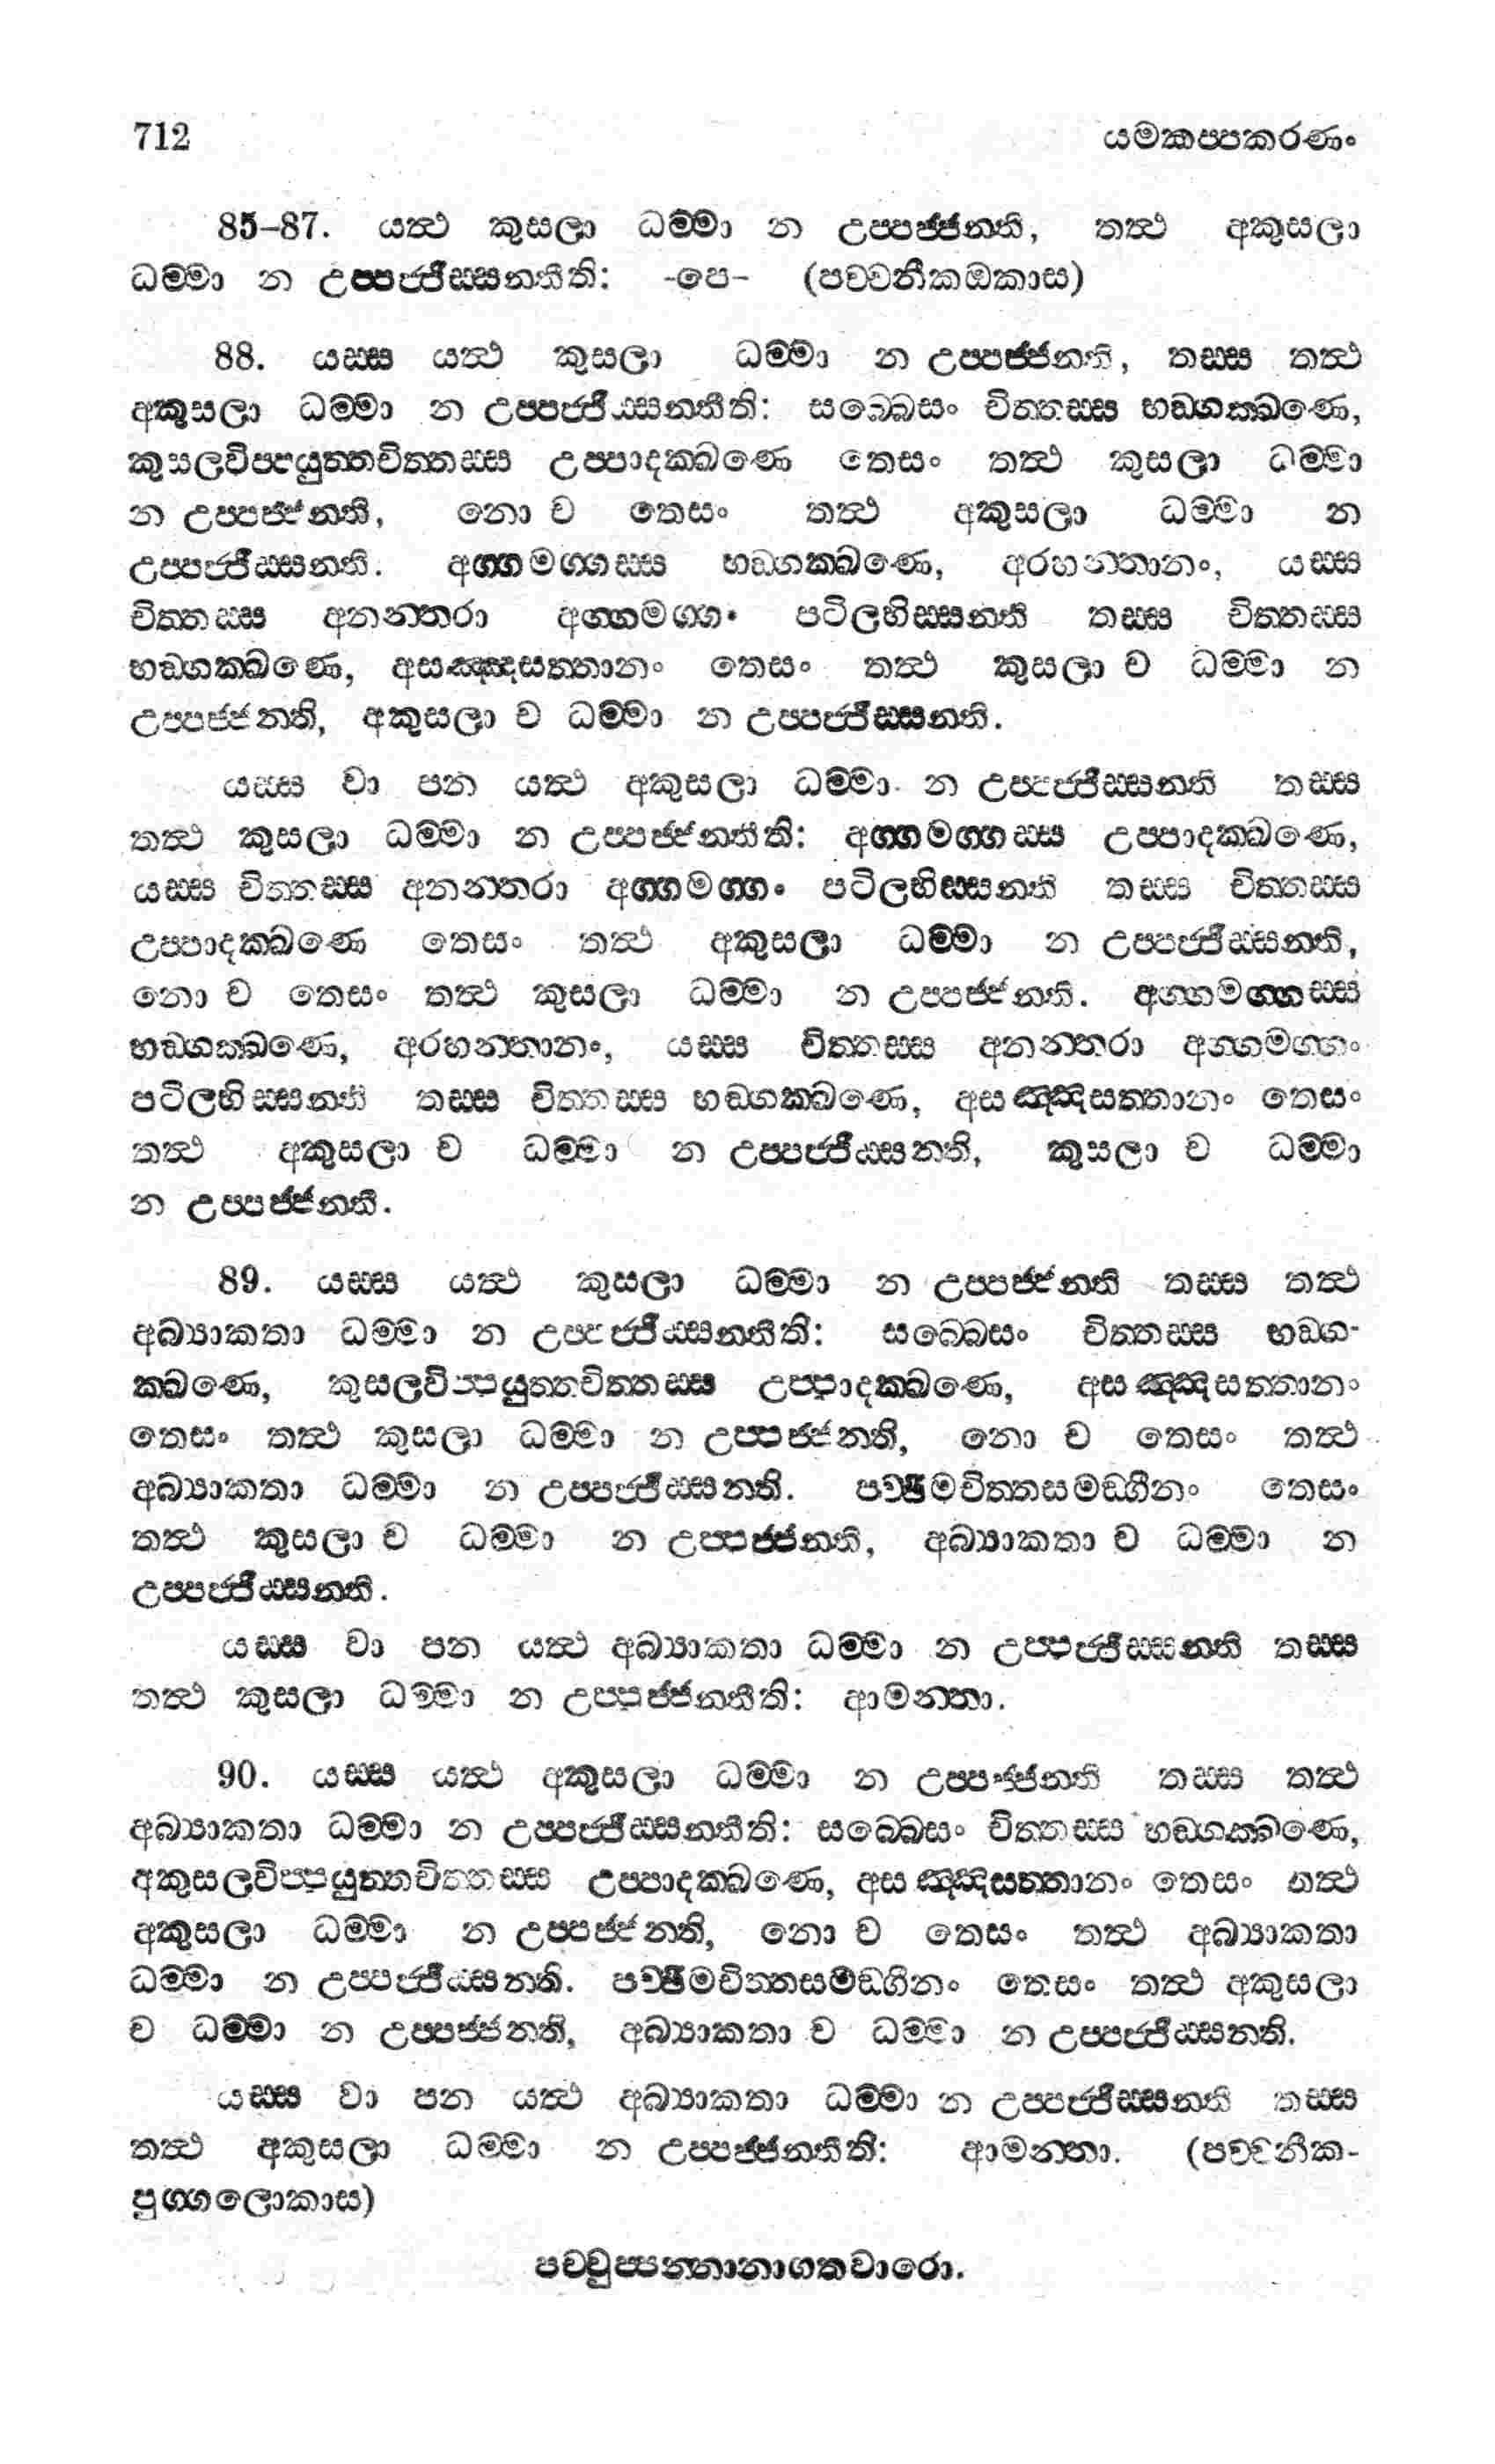 712 යමකප්පකරණං
85–87. යත්ථ කුසලා ධම්මා න උප්පජ්ජන්ති, තත්ථ අකුසලා
ධම්මා න උප්පජ්ජිස්සන්තීති: -පෙ- (පච්චනීකඔකාස)
88. යස්ස යත්ථ කුසලා ධම්මා න උප්පජ්ජන්ති, තස්ස තත්ථ
අකුසලා ධම්මා න උප්පජ්ජිස්සන්තීති: සබ්බෙසං චිත්තස්ස භඞ්ගක්ඛණෙ,
කුසලවිප්පයුත්තචිත්තස්ස උප්පාදක්ඛණෙ තෙසං තත්ථ කුසලා ධම්මා
න උප්පජ්ජන්ති, නො ච තෙසං තත්ථ අකුසලා ධම්මා න
උප්පජ්ජිස්සන්ති. අග්ගමග්ගස්ස භඞ්ගක්ඛණෙ, අරහන්තානං, යස්ස
චිත්තස්ස අනන්තරා අග්ගමග්ගං පටිලභිස්සන්ති තස්ස චිත්තස්ස
භඞ්ගක්ඛණෙ, අසඤ්ඤසත්තානං තෙසං තත්ථ කුසලා ච ධම්මා න
උප්පජ්ජන්ති, අකුසලා ච ධම්මා න උප්පජ්ජිස්සන්ති.
යස්ස වා පන යත්ථ අකුසලා ධම්මා න උප්පජ්ජිස්සන්ති තස්ස
තත්ථ කුසලා ධම්මා න උප්පජ්ජන්තීති: අග්ගමග්ගස්ස උප්පාදක්ඛණෙ,
යස්ස චිත්තස්ස අනන්තරා අග්ගමග්ගං පටිලභිස්සන්ති තස්ස චිත්තස්ස
උප්පාදක්ඛණෙ තෙසං තත්ථ අකුසලා ධම්මා න උප්පජ්ජිස්සන්ති,
නො ච තෙසං තත්ථ කුසලා ධම්මා න උප්පජ්ජන්ති. අග්ගමග්ගස්ස
භඞ්ගක්ඛණෙ, අරහන්තානං, යස්ස චිත්තස්ස අනන්තරා අග්ගමග්ගං
පටිලභිස්සන්ති තස්ස චිත්තස්ස භඞ්ගක්ඛණෙ, අසඤ්ඤසත්තානං තෙසං
තත්ථ අකුසලා ච ධම්මා න උප්පජ්ජිස්සන්ති, කුසලා ච ධම්මා
න උප්පජ්ජන්ති.
89. යස්ස යත්ථ කුසලා ධම්මා න උප්පජ්ජන්ති තස්ස තත්ථ
අබ්‍යාකතා ධම්මා න උප්පජ්ජිස්සන්තීති: සබ්බෙසං චිත්තස්ස භඞ්ග-
ක්ඛණෙ, කුසලවිප්පයුත්තචිත්තස්ස උප්පාදක්ඛණෙ, අසඤ්ඤසත්තානං
තෙසං තත්ථ කුසලා ධම්මා න උප්පජ්ජන්ති, නො ච තෙසං තත්ථ
අබ්‍යාකතා ධම්මා න උප්පජ්ජිස්සන්ති. පච්ඡිමචිත්තසමඞ්ගීනං තෙසං
තත්ථ කුසලා ච ධම්මා න උප්පජ්ජන්ති, අබ්‍යාකතා ච ධම්මා න
උප්පජ්ජිස්සන්ති.
යස්ස වා පන යත්ථ අබ්‍යාකතා ධම්මා න උප්පජ්ජිස්සන්ති තස්ස
තත්ථ කුසලා ධම්මා න උප්පජ්ජන්තීති: ආමන්තා.
90. යස්ස යත්ථ අකුසලා ධම්මා න උප්පජ්ජන්ති තස්ස තත්ථ
අබ්‍යාකතා ධම්මා න උප්පජ්ජිස්සන්තීති: සබ්බෙසං චිත්තස්ස භඞ්ගක්ඛණෙ,
අකුසලවිප්පයුත්තචිත්තස්ස උප්පාදක්ඛණෙ, අසඤ්ඤසත්තානං තෙසං තත්ථ
අකුසලා ධම්මා න උප්පජ්ජන්ති, නො ච තෙසං තත්ථ අබ්‍යාකතා
ධම්මා න උප්පජ්ජිස්සන්ති. පච්ඡිමචිත්තසමඞ්ගීනං තෙසං තත්ථ අකුසලා
ච ධම්මා න උප්පජ්ජන්ති, අබ්‍යාකතා ච ධම්මා න උප්පජ්ජිස්සන්ති.
යස්ස වා පන යත්ථ අබ්‍යාකතා ධම්මා න උප්පජ්ජිස්සන්ති තස්ස
තත්ථ අකුසලා ධම්මා න උප්පජ්ජන්තීති: ආමන්තා. (පච්චනීක-
පුග්ගලොකාස)
පච්චුප්පන්නානාගතවාරො.